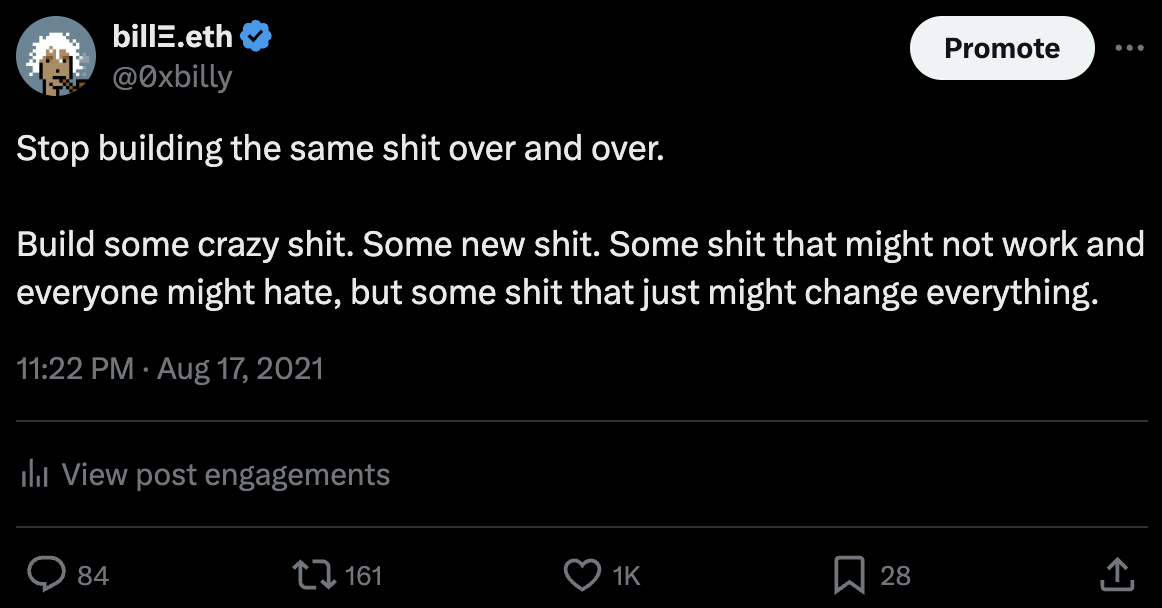 billΞ.eth
Promote
@0xbilly
Stop building the same shit over and over.
Build some crazy shit. Some new shit. Some shit that might not work and
everyone might hate, but some shit that just might change everything.
11:22 PM · Aug 17, 2021
View post engagements
84 161 1K 28